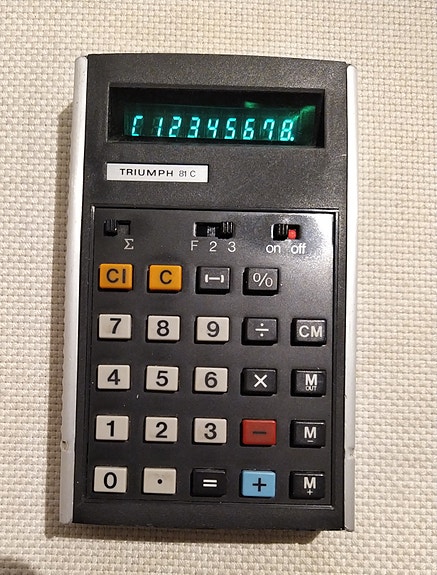 [ 12345678.
TRIUMPH 81 C
Σ F 2 3 on off
CI C (−) %
7 8 9 ÷ CM
4 5 6 × M OUT
1 2 3 − M −
0 . = + M +